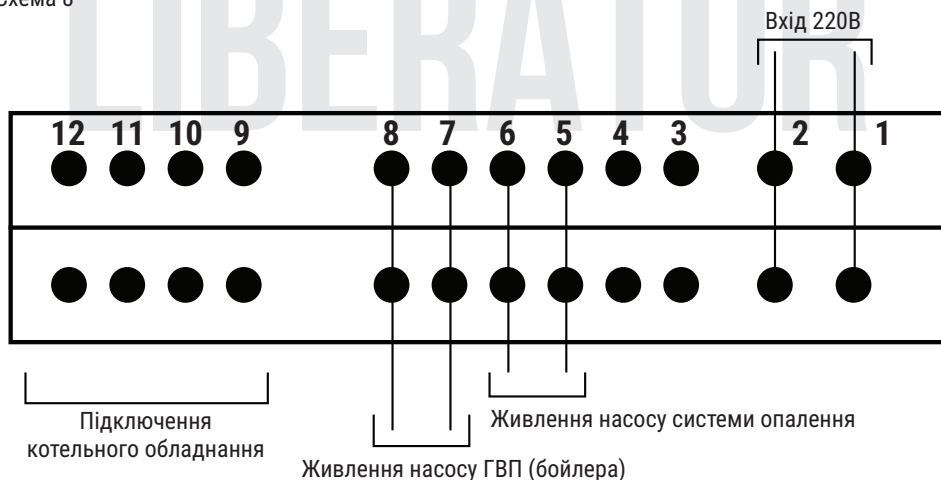 Схема 6
Вхід 220В
LIBERATOR
12 11 10 9 8 7 6 5 4 3 2 1
Підключення
котельного обладнання
Живлення насосу системи опалення
Живлення насосу ГВП (бойлера)